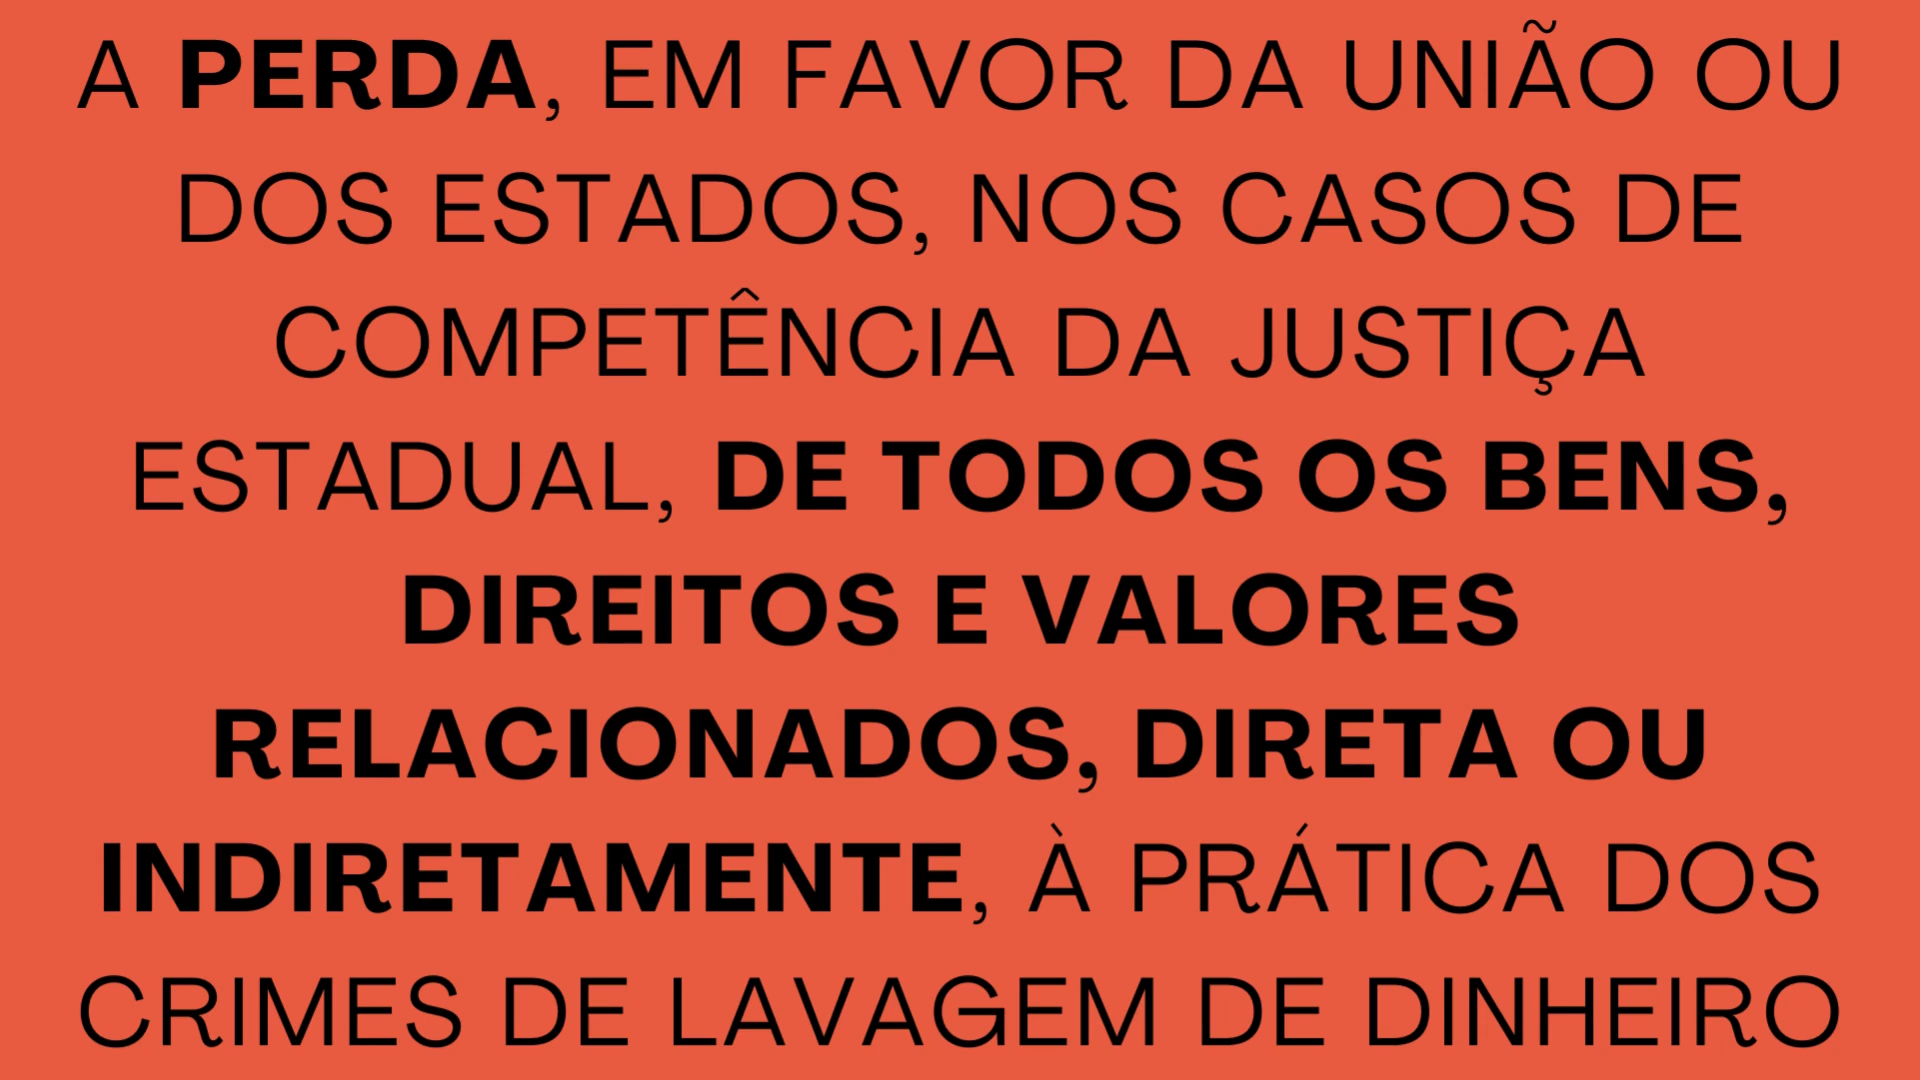 A PERDA, EM FAVOR DA UNIÃO OU
DOS ESTADOS, NOS CASOS DE
COMPETÊNCIA DA JUSTIÇA
ESTADUAL, DE TODOS OS BENS,
DIREITOS E VALORES
RELACIONADOS, DIRETA OU
INDIRETAMENTE, À PRÁTICA DOS
CRIMES DE LAVAGEM DE DINHEIRO